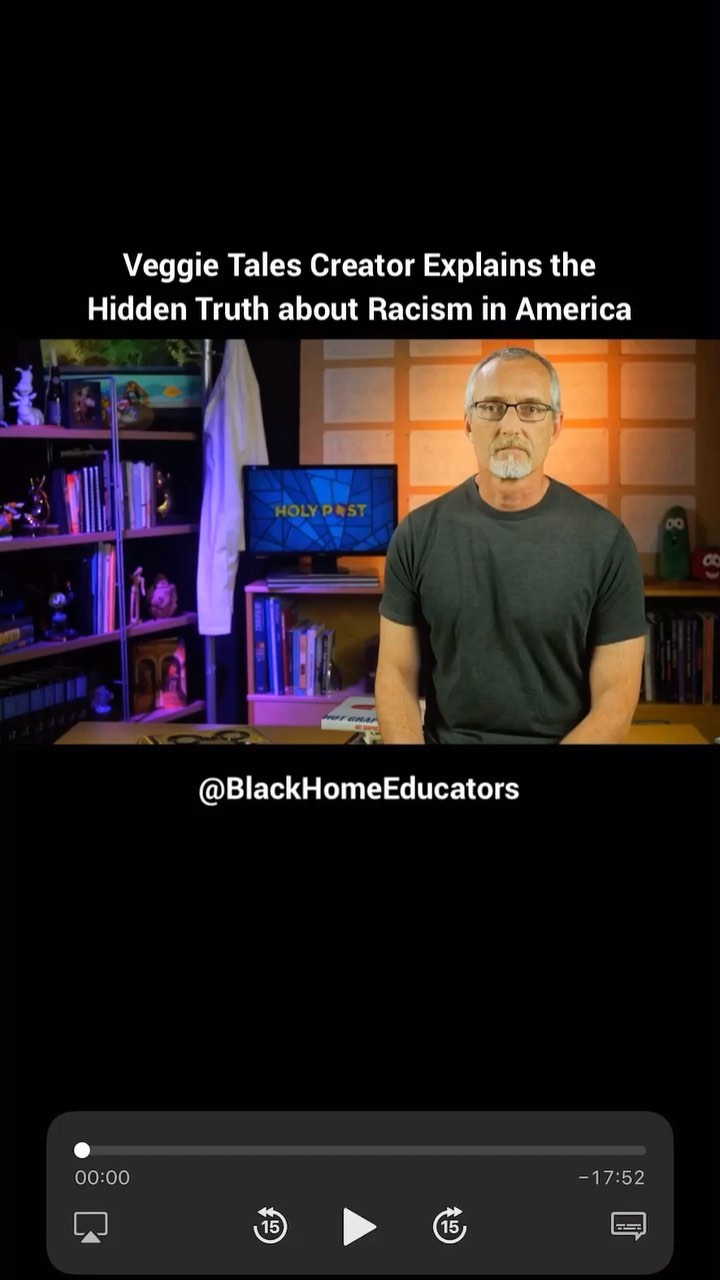 Veggie Tales Creator Explains the
Hidden Truth about Racism in America
HOLY POST
@BlackHomeEducators
00:00
−17:52
15
15